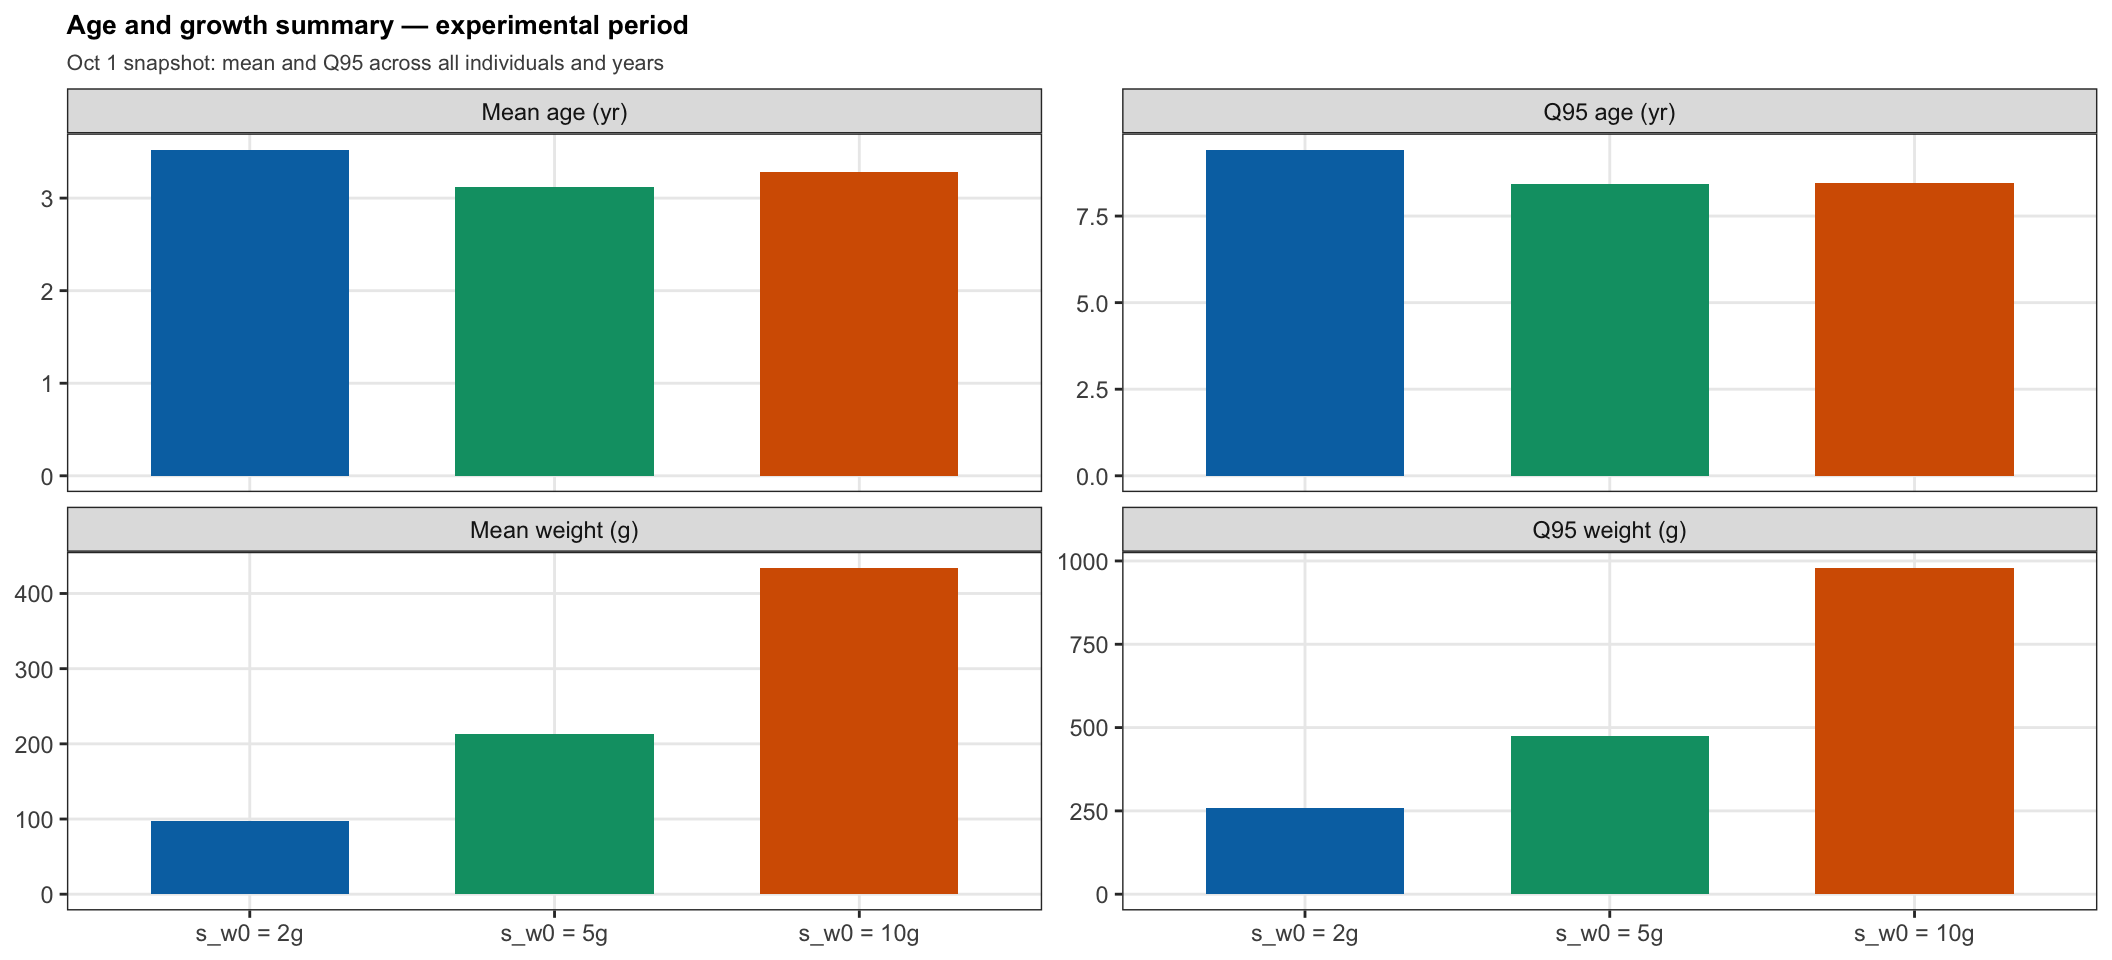 Age and growth summary — experimental period
Oct 1 snapshot: mean and Q95 across all individuals and years
Mean age (yr)
3
2
1
0
Q95 age (yr)
7.5
5.0
2.5
0.0
Mean weight (g)
400
300
200
100
0
s_w0 = 2g
s_w0 = 5g
s_w0 = 10g
Q95 weight (g)
1000
750
500
250
0
s_w0 = 2g
s_w0 = 5g
s_w0 = 10g